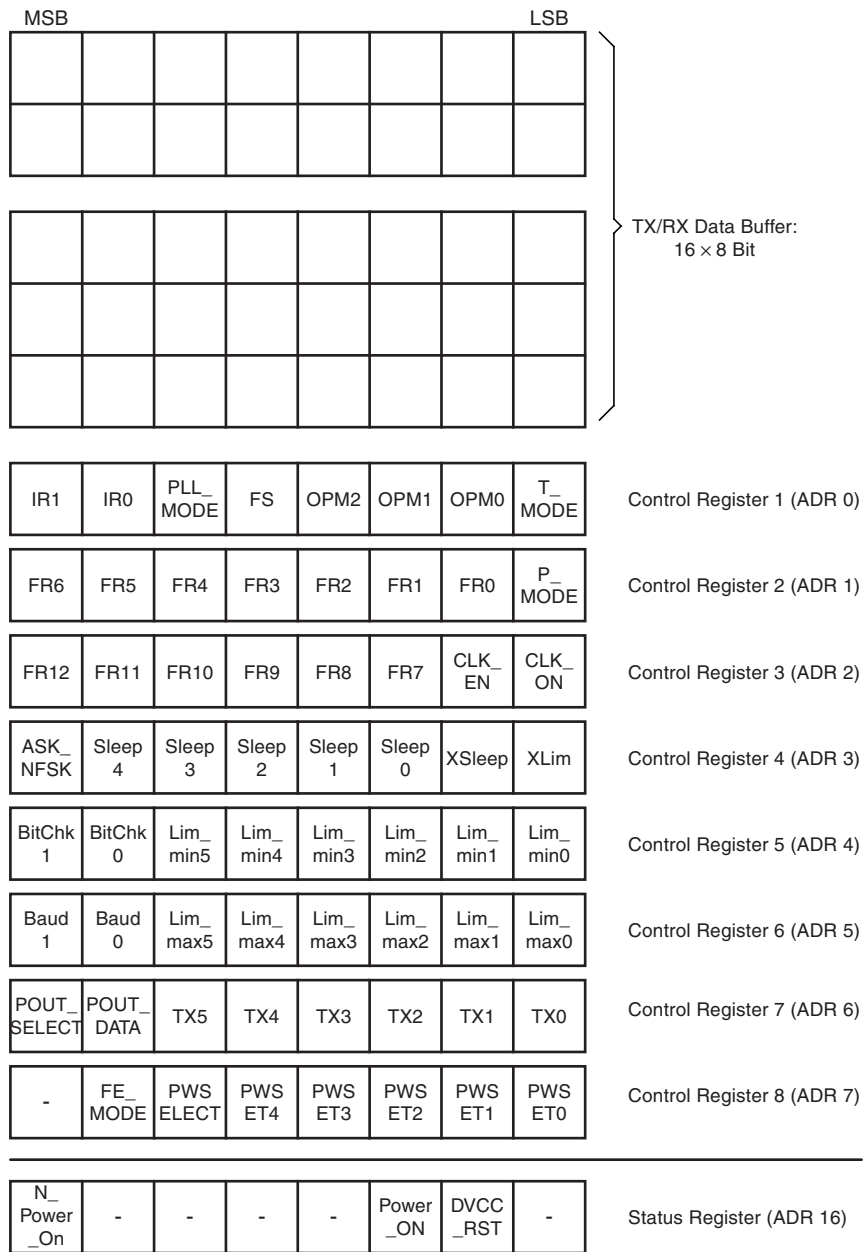 MSB LSB
TX/RX Data Buffer:
16 × 8 Bit
IR1 IR0 PLL_ MODE FS OPM2 OPM1 OPM0 T_ MODE Control Register 1 (ADR 0)
FR6 FR5 FR4 FR3 FR2 FR1 FR0 P_ MODE Control Register 2 (ADR 1)
FR12 FR11 FR10 FR9 FR8 FR7 CLK_ EN CLK_ ON Control Register 3 (ADR 2)
ASK_ NFSK Sleep 4 Sleep 3 Sleep 2 Sleep 1 Sleep 0 XSleep XLim Control Register 4 (ADR 3)
BitChk 1 BitChk 0 Lim_ min5 Lim_ min4 Lim_ min3 Lim_ min2 Lim_ min1 Lim_ min0 Control Register 5 (ADR 4)
Baud 1 Baud 0 Lim_ max5 Lim_ max4 Lim_ max3 Lim_ max2 Lim_ max1 Lim_ max0 Control Register 6 (ADR 5)
POUT_ SELECT POUT_ DATA TX5 TX4 TX3 TX2 TX1 TX0 Control Register 7 (ADR 6)
- FE_ MODE PWS ELECT PWS ET4 PWS ET3 PWS ET2 PWS ET1 PWS ET0 Control Register 8 (ADR 7)
N_ Power _On - - - - Power _ON DVCC _RST - Status Register (ADR 16)